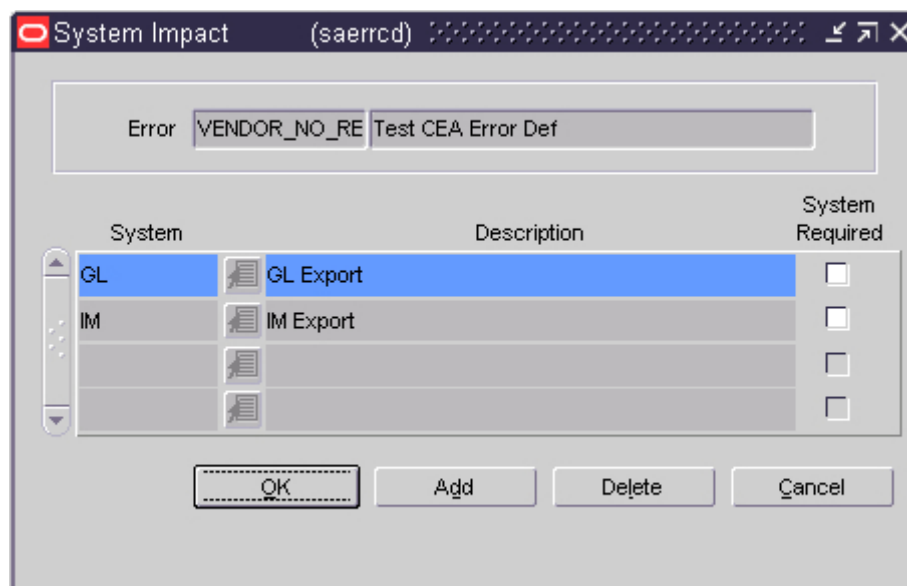 System Impact (saerrcd)
Error VENDOR_NO_RE Test CEA Error Def
System Description System Required
GL GL Export
IM IM Export
OK Add Delete Cancel